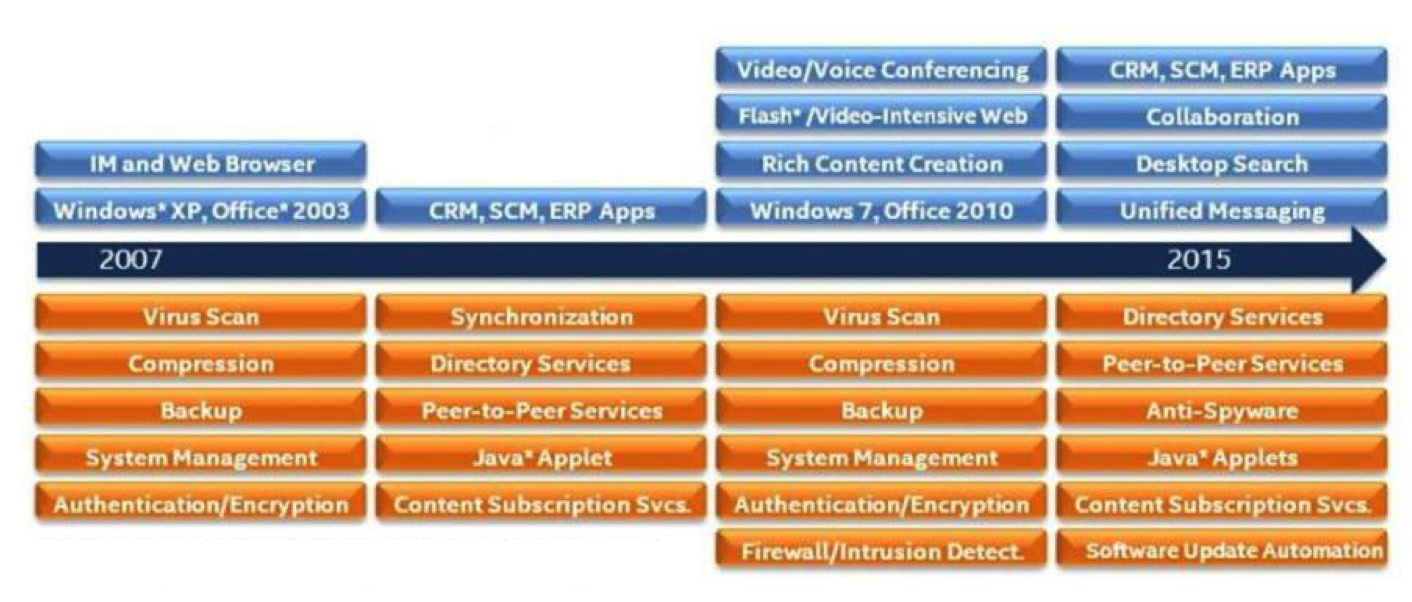 Video/Voice Conferencing
CRM, SCM, ERP Apps
Flash* /Video-Intensive Web
Collaboration
IM and Web Browser
Rich Content Creation
Desktop Search
Windows* XP, Office* 2003
CRM, SCM, ERP Apps
Windows 7, Office 2010
Unified Messaging
2007
2015
Virus Scan
Synchronization
Virus Scan
Directory Services
Compression
Directory Services
Compression
Peer-to-Peer Services
Backup
Peer-to-Peer Services
Backup
Anti-Spyware
System Management
Java* Applet
System Management
Java* Applets
Authentication/Encryption
Content Subscription Svcs.
Authentication/Encryption
Content Subscription Svcs.
Firewall/Intrusion Detect.
Software Update Automation